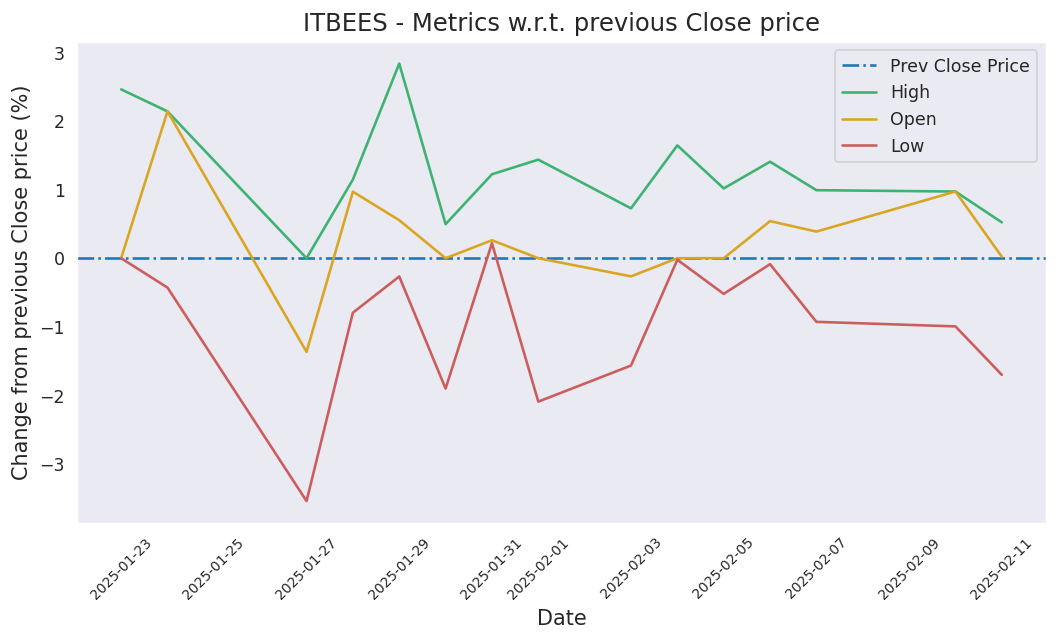 ITBEES - Metrics w.r.t. previous Close price
Change from previous Close price (%)
3
2
1
0
−1
−2
−3
Prev Close Price
High
Open
Low
2025-01-23
2025-01-25
2025-01-27
2025-01-29
2025-01-31
2025-02-01
2025-02-03
2025-02-05
2025-02-07
2025-02-09
2025-02-11
Date